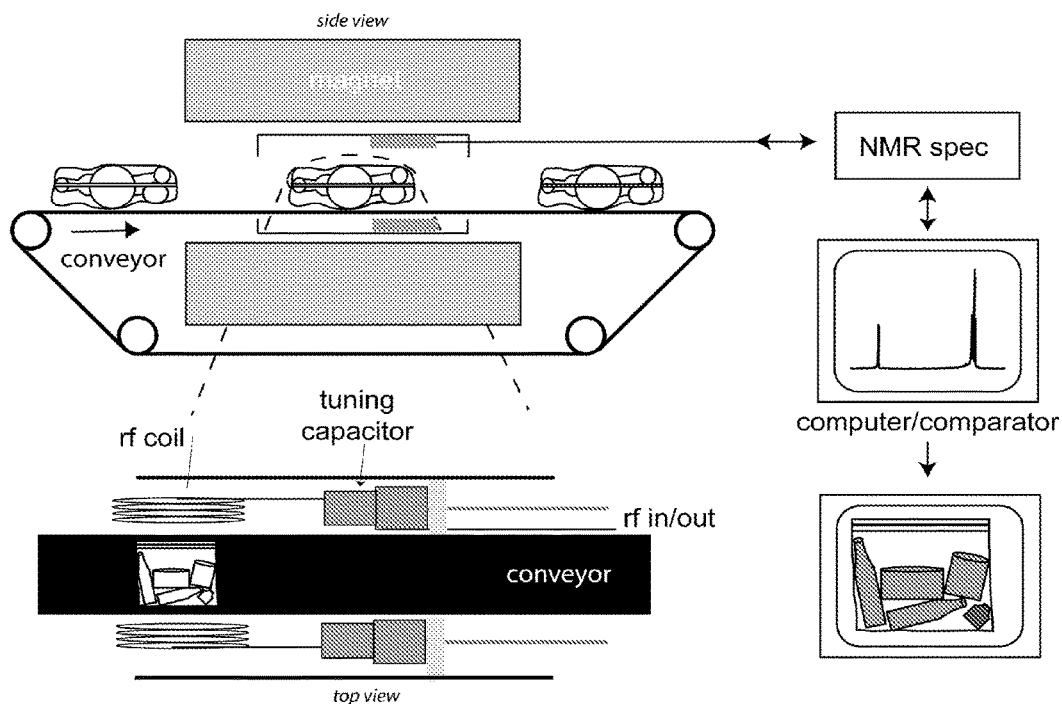 side view
magnet
NMR spec
conveyor
computer/comparator
tuning
capacitor
rf coil
rf in/out
conveyor
top view